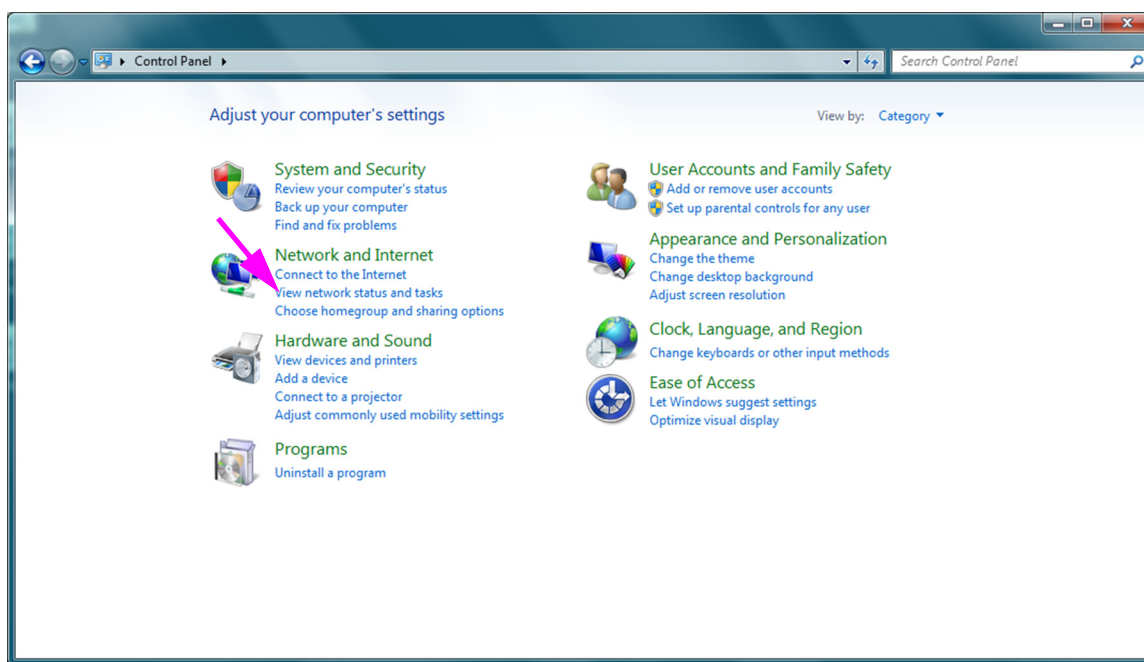 Control Panel
Search Control Panel
Adjust your computer's settings
View by: Category
System and Security
Review your computer's status
Back up your computer
Find and fix problems
Network and Internet
Connect to the Internet
View network status and tasks
Choose homegroup and sharing options
Hardware and Sound
View devices and printers
Add a device
Connect to a projector
Adjust commonly used mobility settings
Programs
Uninstall a program
User Accounts and Family Safety
Add or remove user accounts
Set up parental controls for any user
Appearance and Personalization
Change the theme
Change desktop background
Adjust screen resolution
Clock, Language, and Region
Change keyboards or other input methods
Ease of Access
Let Windows suggest settings
Optimize visual display